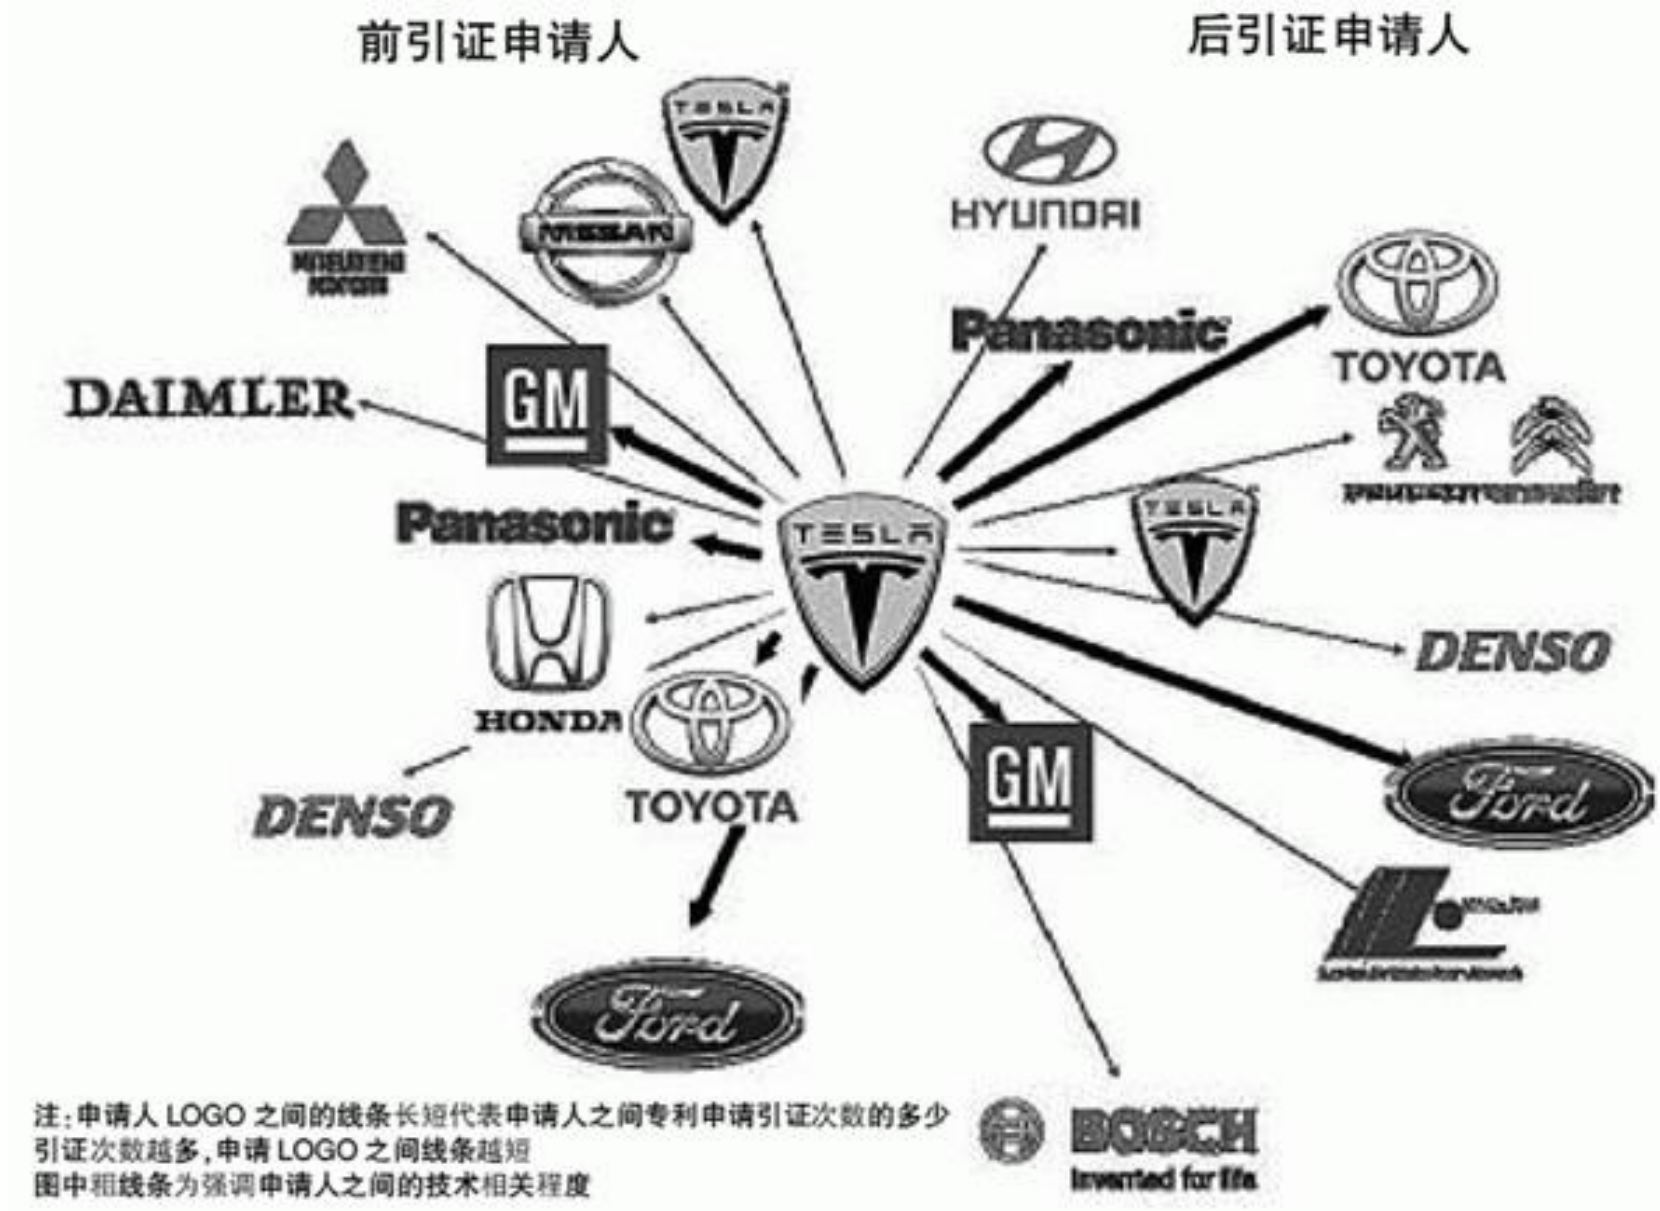 前引证申请人
后引证申请人
TESLA
NISSAN
HYUNDAI
MITSUBISHI
MOTORS
Panasonic
TOYOTA
DAIMLER
GM
Panasonic
TESLA
TESLA
HONDA
DENSO
TOYOTA
GM
DENSO
Ford
Ford
BOSCH
Invented for life
注:申请人 LOGO 之间的线条长短代表申请人之间专利申请引证次数的多少
引证次数越多,申请 LOGO 之间线条越短
图中粗线条为强调申请人之间的技术相关程度